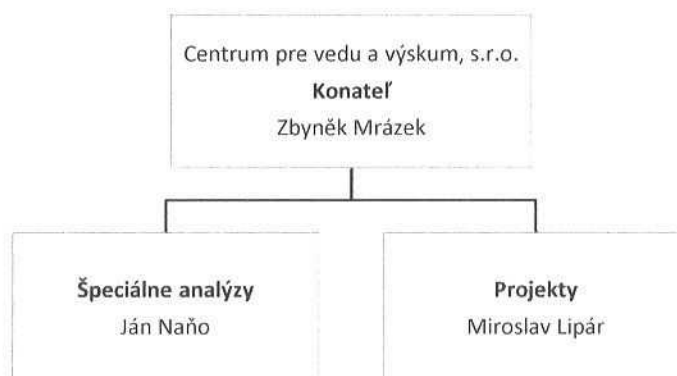 Centrum pre vedu a výskum, s.r.o.
Konateľ
Zbyněk Mrázek
Špeciálne analýzy
Ján Naňo
Projekty
Miroslav Lipár